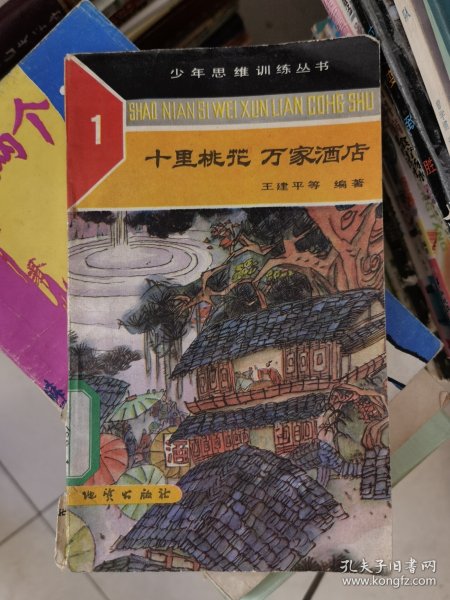 少年思维训练丛书
SHAO NIAN SI WEI XUN LIAN CONG SHU
1
十里桃花 万家酒店
王建平等 编著
酒
地质出版社
孔夫子旧书网
www.kongfz.com